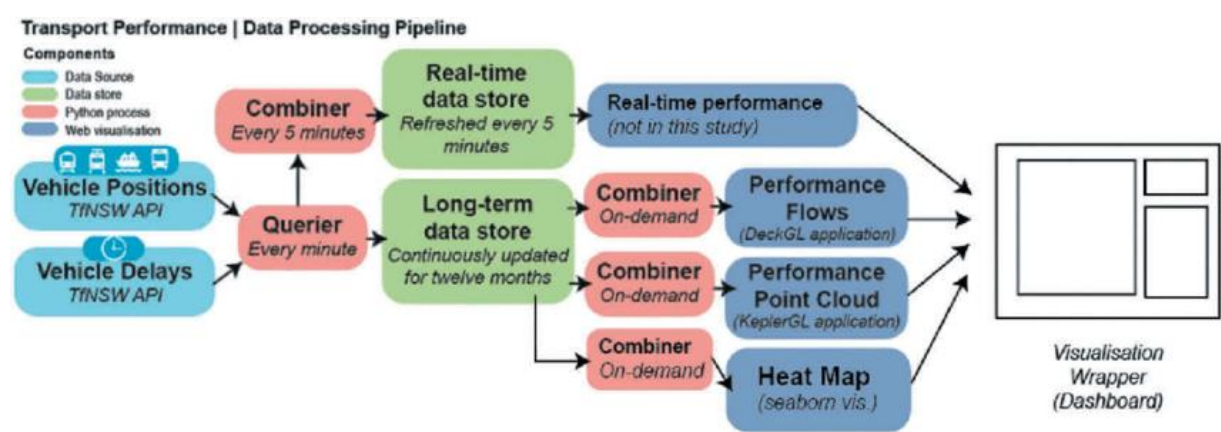 Transport Performance | Data Processing Pipeline
Components
Data Source
Data store
Python process
Web visualisation
Vehicle Positions
TfNSW API
Vehicle Delays
TfNSW API
Querier
Every minute
Combiner
Every 5 minutes
Real-time
data store
Refreshed every 5
minutes
Real-time performance
(not in this study)
Long-term
data store
Continuously updated
for twelve months
Combiner
On-demand
Performance
Flows
(DeckGL application)
Combiner
On-demand
Performance
Point Cloud
(KeplerGL application)
Combiner
On-demand
Heat Map
(seaborn vis.)
Visualisation
Wrapper
(Dashboard)